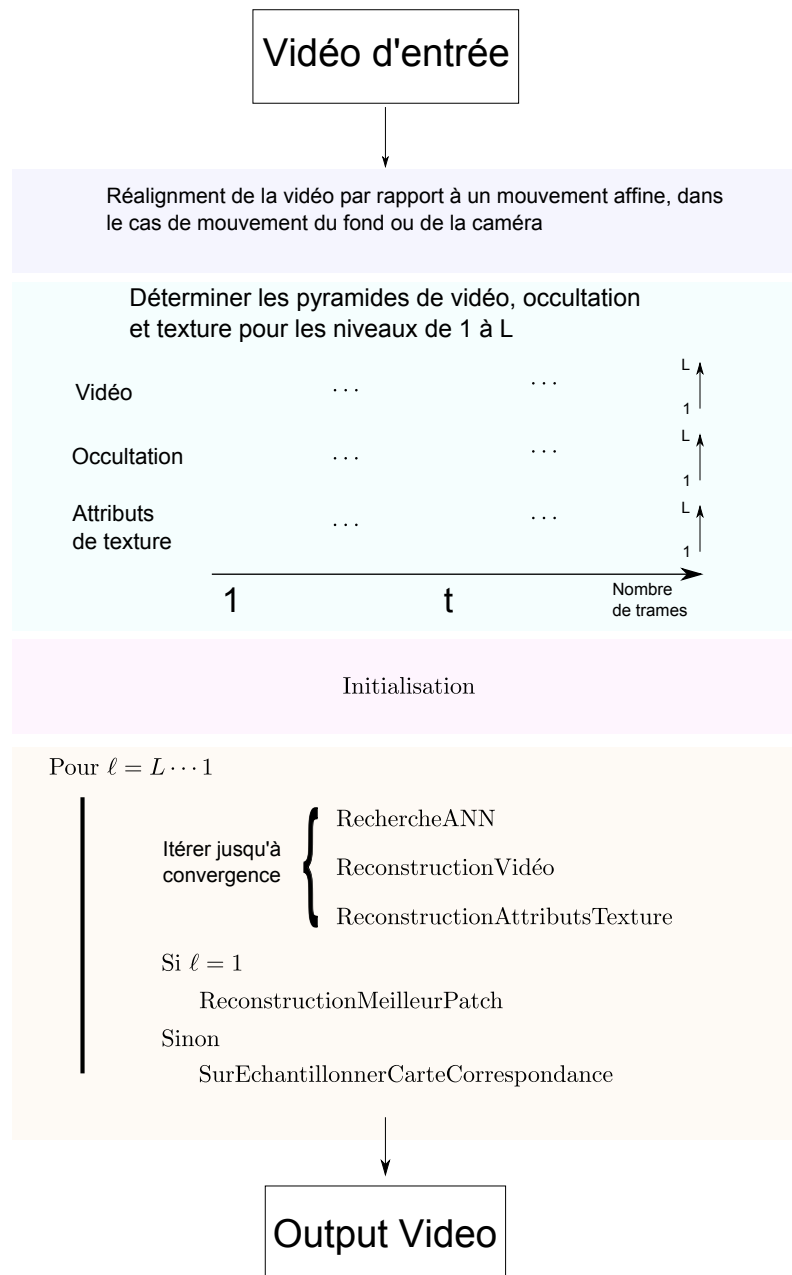 Vidéo d'entrée
Réalignment de la vidéo par rapport à un mouvement affine, dans
le cas de mouvement du fond ou de la caméra
Déterminer les pyramides de vidéo, occultation
et texture pour les niveaux de 1 à L
Vidéo
...
...
L
1
Occultation
...
...
L
1
Attributs
de texture
...
...
L
1
1
t
Nombre
de trames
Initialisation
Pour ℓ = L ··· 1
Itérer jusqu'à
convergence
RechercheANN
ReconstructionVidéo
ReconstructionAttributsTexture
Si ℓ = 1
ReconstructionMeilleurPatch
Sinon
SurEchantillonnerCarteCorrespondance
Output Video